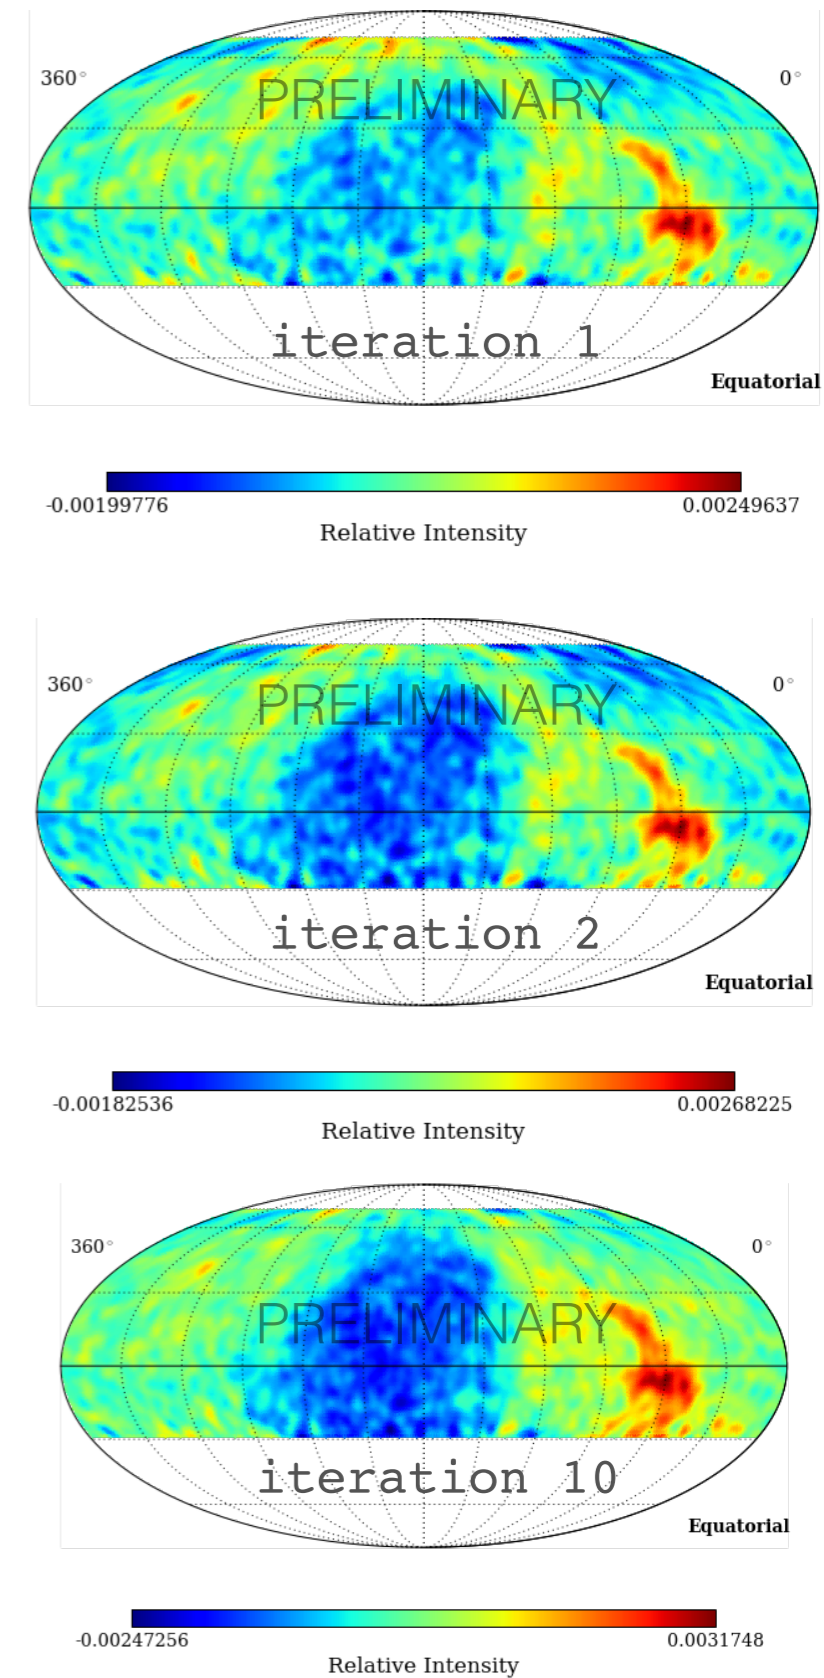 360° 0°
PRELIMINARY
iteration 1
Equatorial
-0.00199776 0.00249637
Relative Intensity
360° 0°
PRELIMINARY
iteration 2
Equatorial
-0.00182536 0.00268225
Relative Intensity
360° 0°
PRELIMINARY
iteration 10
Equatorial
-0.00247256 0.0031748
Relative Intensity